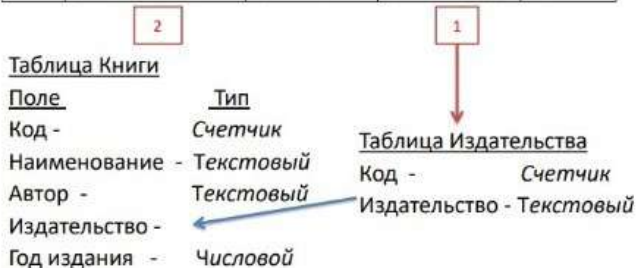 2
1
Таблица Книги
Поле Тип
Код - Счетчик
Наименование - Текстовый
Автор - Текстовый
Издательство -
Год издания - Числовой
Таблица Издательства
Код - Счетчик
Издательство - Текстовый